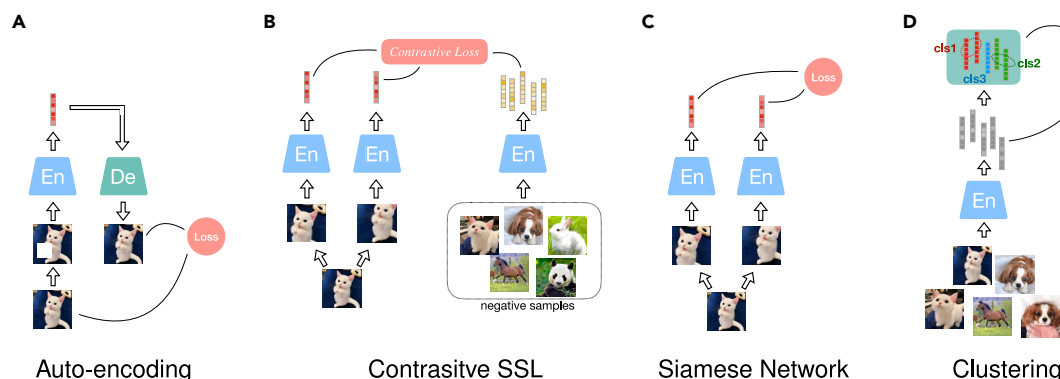 A
B
C
D
Contrastive Loss
Loss
cls1
cls2
cls3
En
De
En
En
En
En
En
En
Loss
negative samples
Auto-encoding
Contrasitve SSL
Siamese Network
Clustering